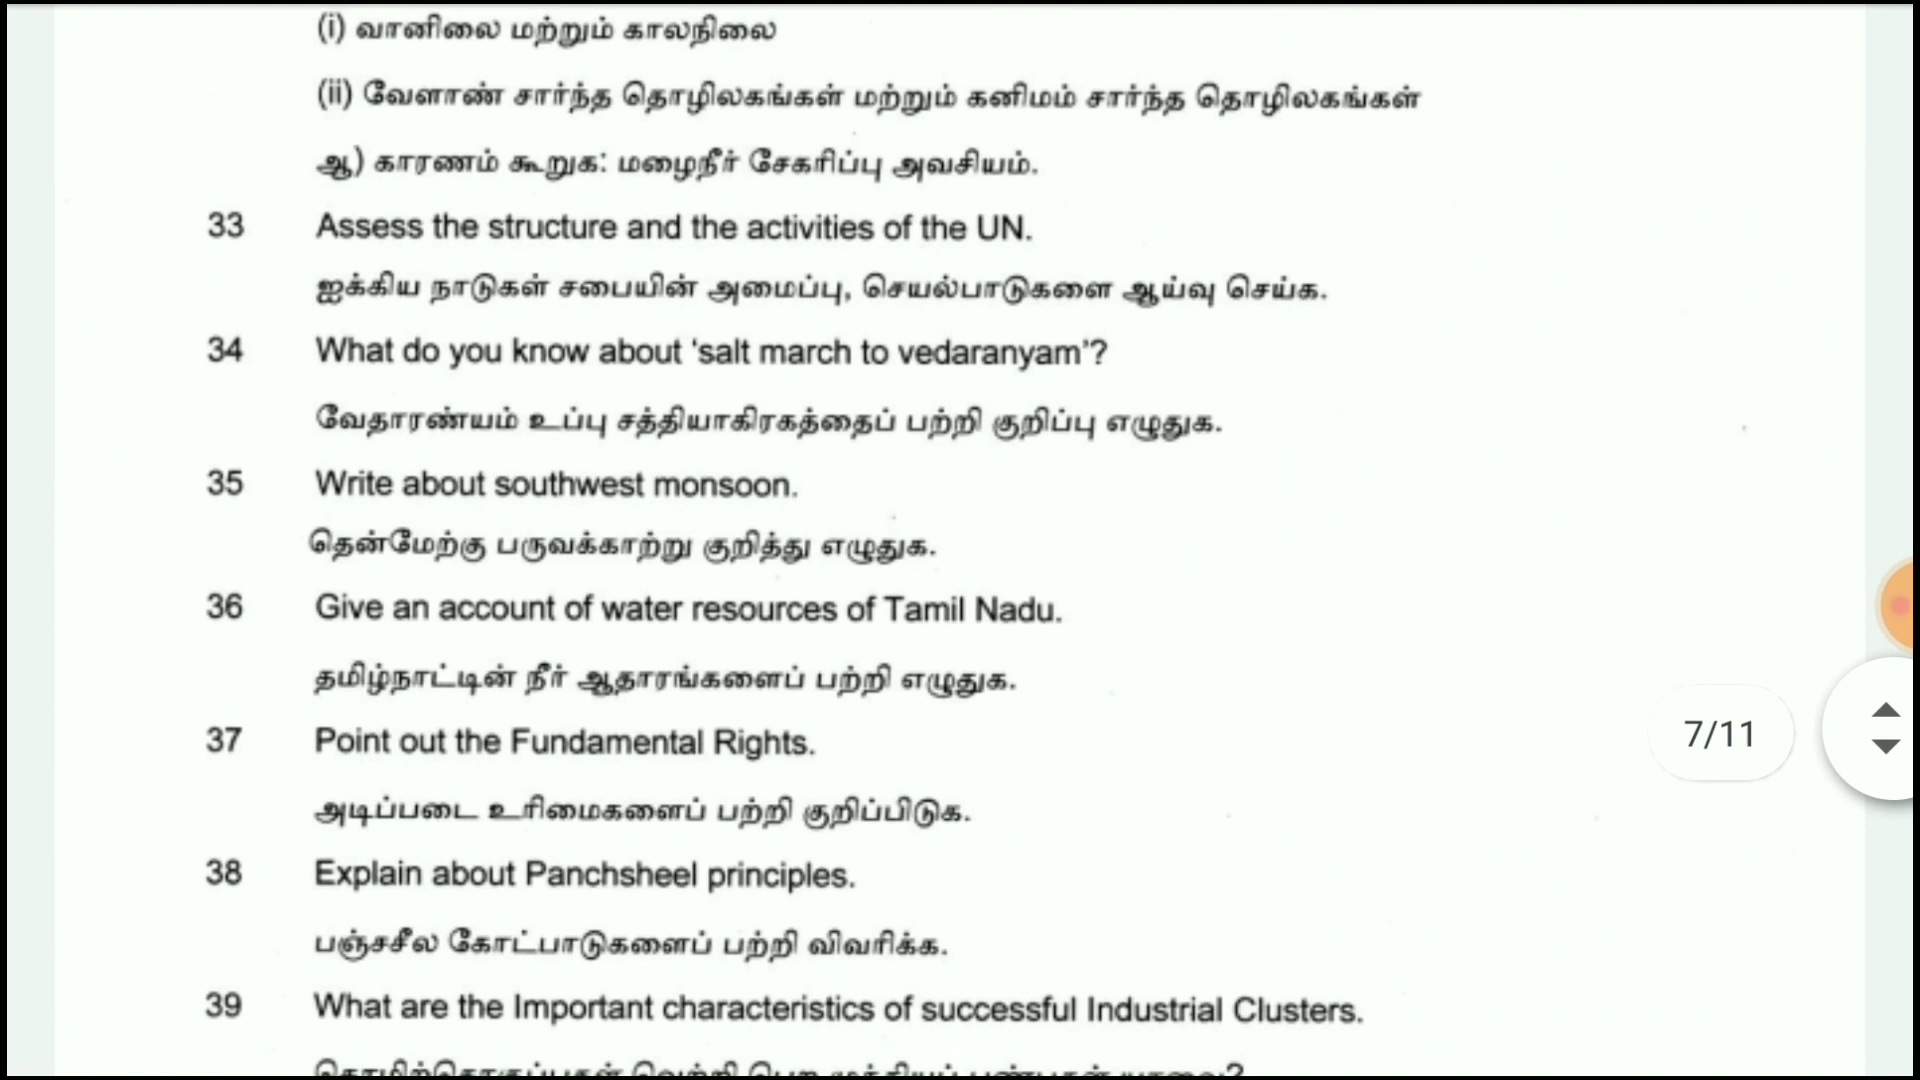 (i) வானிலை மற்றும் காலநிலை
(ii) வேளாண் சார்ந்த தொழிலகங்கள் மற்றும் கனிமம் சார்ந்த தொழிலகங்கள்
ஆ) காரணம் கூறுக: மழைநீர் சேகரிப்பு அவசியம்.
33 Assess the structure and the activities of the UN.
ஐக்கிய நாடுகள் சபையின் அமைப்பு, செயல்பாடுகளை ஆய்வு செய்க.
34 What do you know about ‘salt march to vedaranyam’?
வேதாரண்யம் உப்பு சத்தியாகிரகத்தைப் பற்றி குறிப்பு எழுதுக.
35 Write about southwest monsoon.
தென்மேற்கு பருவக்காற்று குறித்து எழுதுக.
36 Give an account of water resources of Tamil Nadu.
தமிழ்நாட்டின் நீர் ஆதாரங்களைப் பற்றி எழுதுக.
37 Point out the Fundamental Rights.
7/11
அடிப்படை உரிமைகளைப் பற்றி குறிப்பிடுக.
38 Explain about Panchsheel principles.
பஞ்சசீல கோட்பாடுகளைப் பற்றி விவரிக்க.
39 What are the Important characteristics of successful Industrial Clusters.